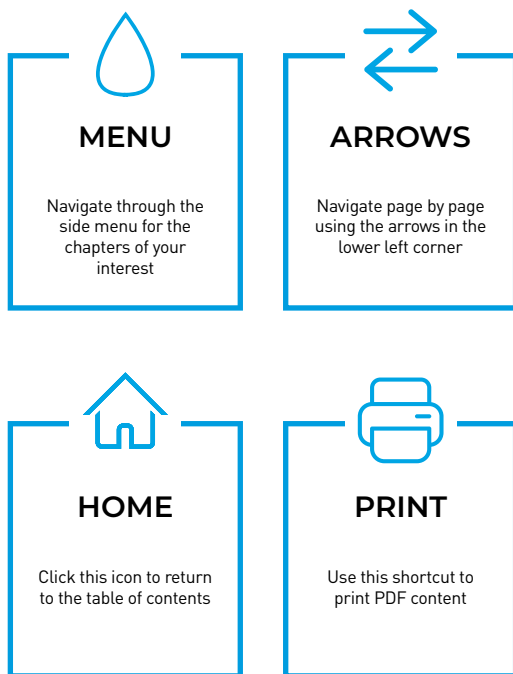 MENU
Navigate through the
side menu for the
chapters of your
interest
ARROWS
Navigate page by page
using the arrows in the
lower left corner
HOME
Click this icon to return
to the table of contents
PRINT
Use this shortcut to
print PDF content